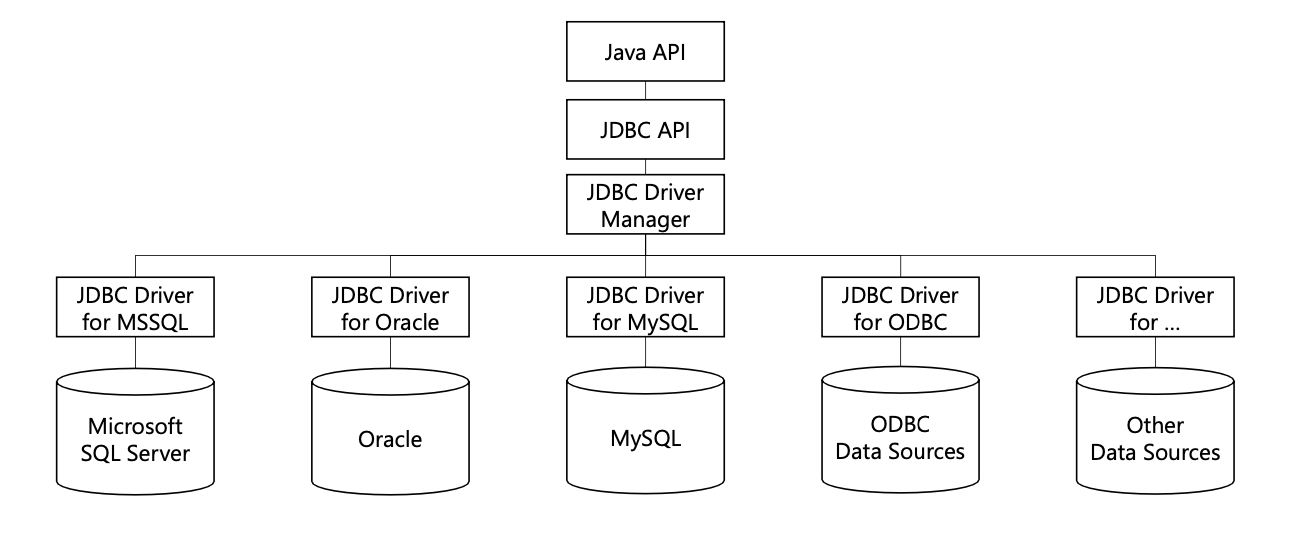 Java API
JDBC API
JDBC Driver
Manager
JDBC Driver
for MSSQL
JDBC Driver
for Oracle
JDBC Driver
for MySQL
JDBC Driver
for ODBC
JDBC Driver
for ...
Microsoft
SQL Server
Oracle
MySQL
ODBC
Data Sources
Other
Data Sources